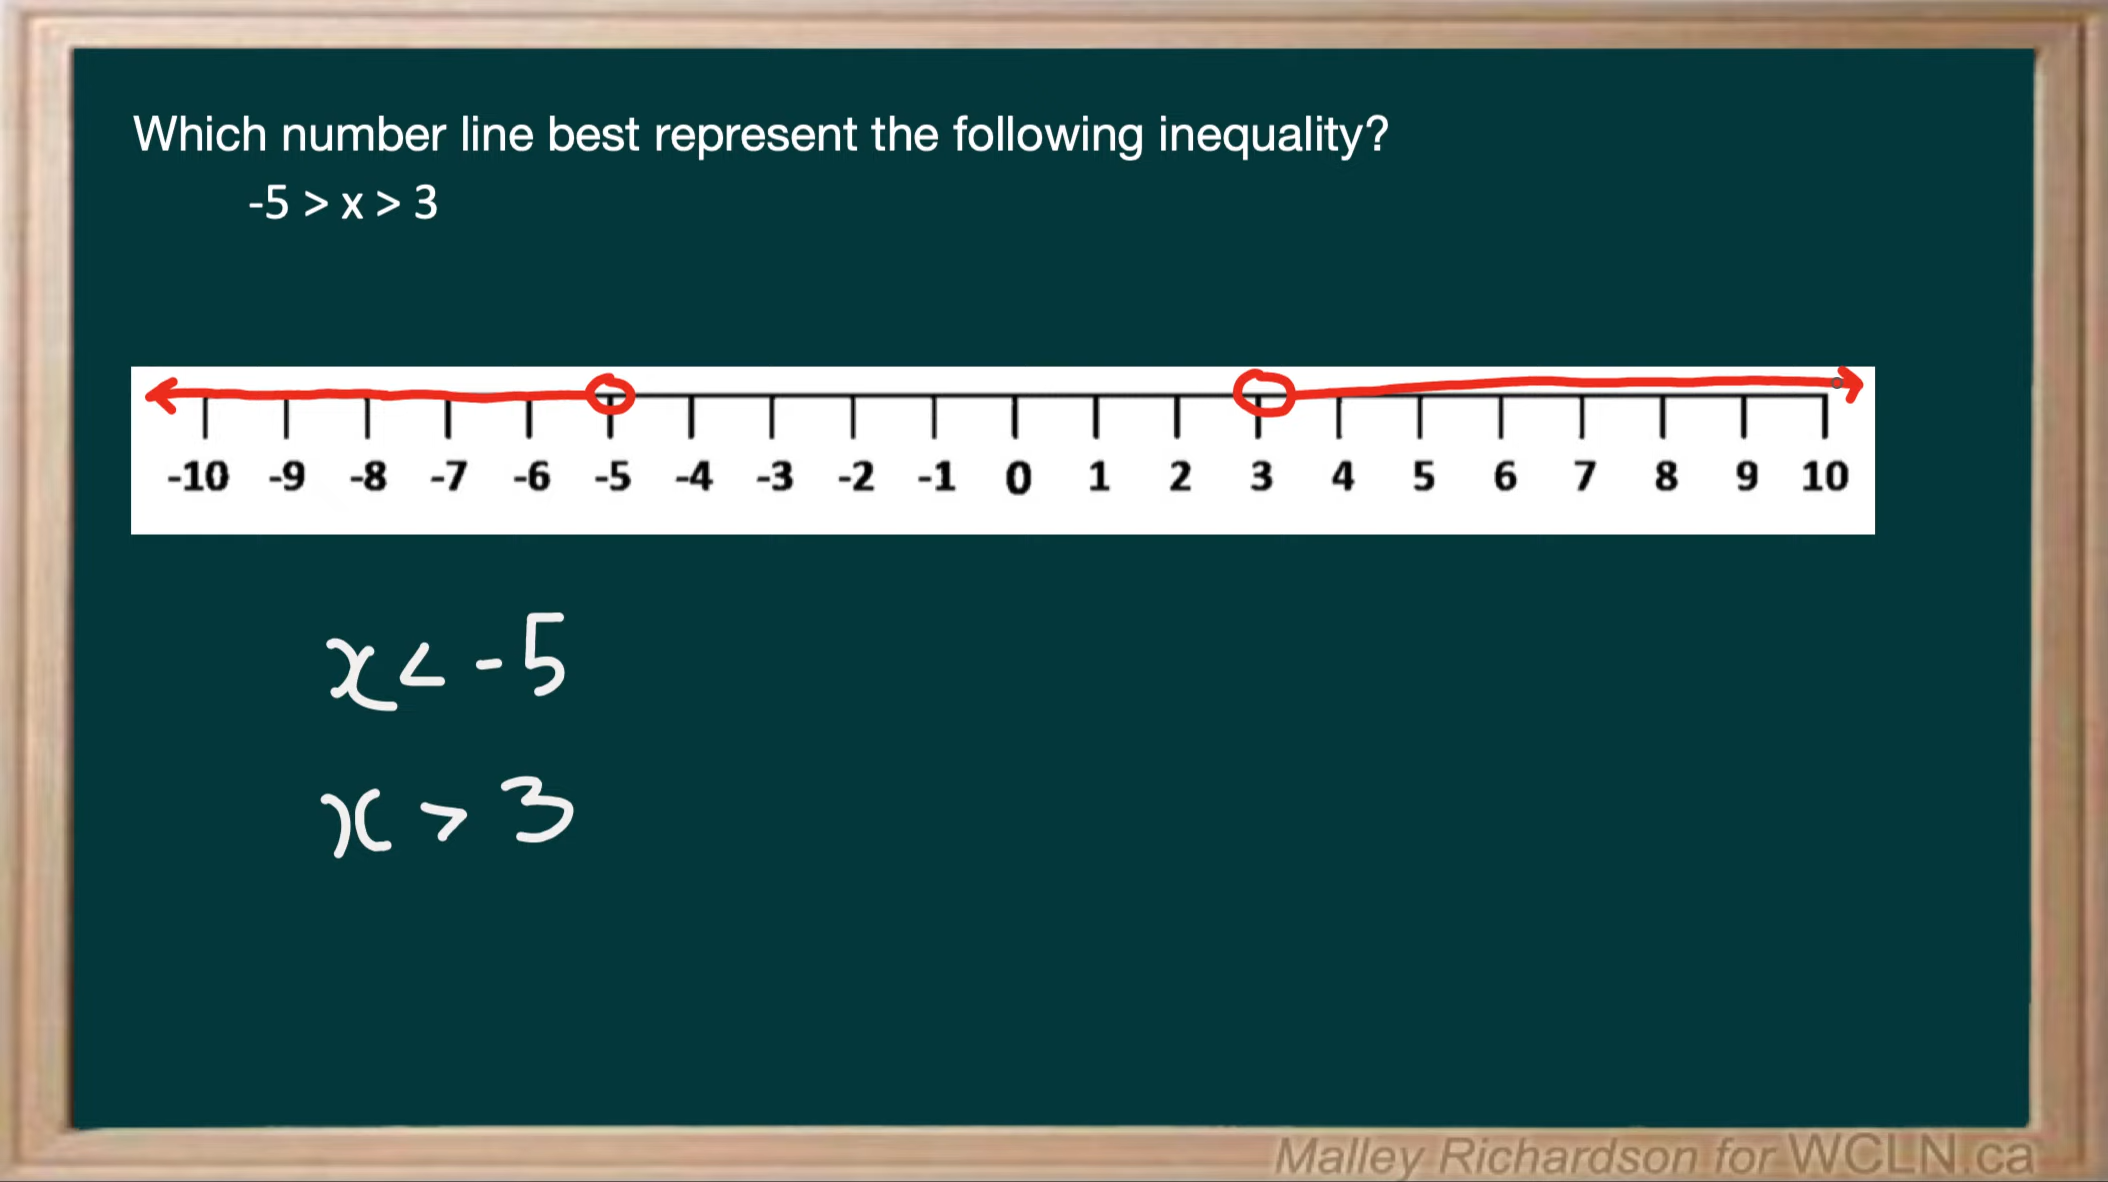 Which number line best represent the following inequality?
-5 > x > 3
-10 -9 -8 -7 -6 -5 -4 -3 -2 -1 0 1 2 3 4 5 6 7 8 9 10
x < -5
x > 3
Malley Richardson for WCLN.ca